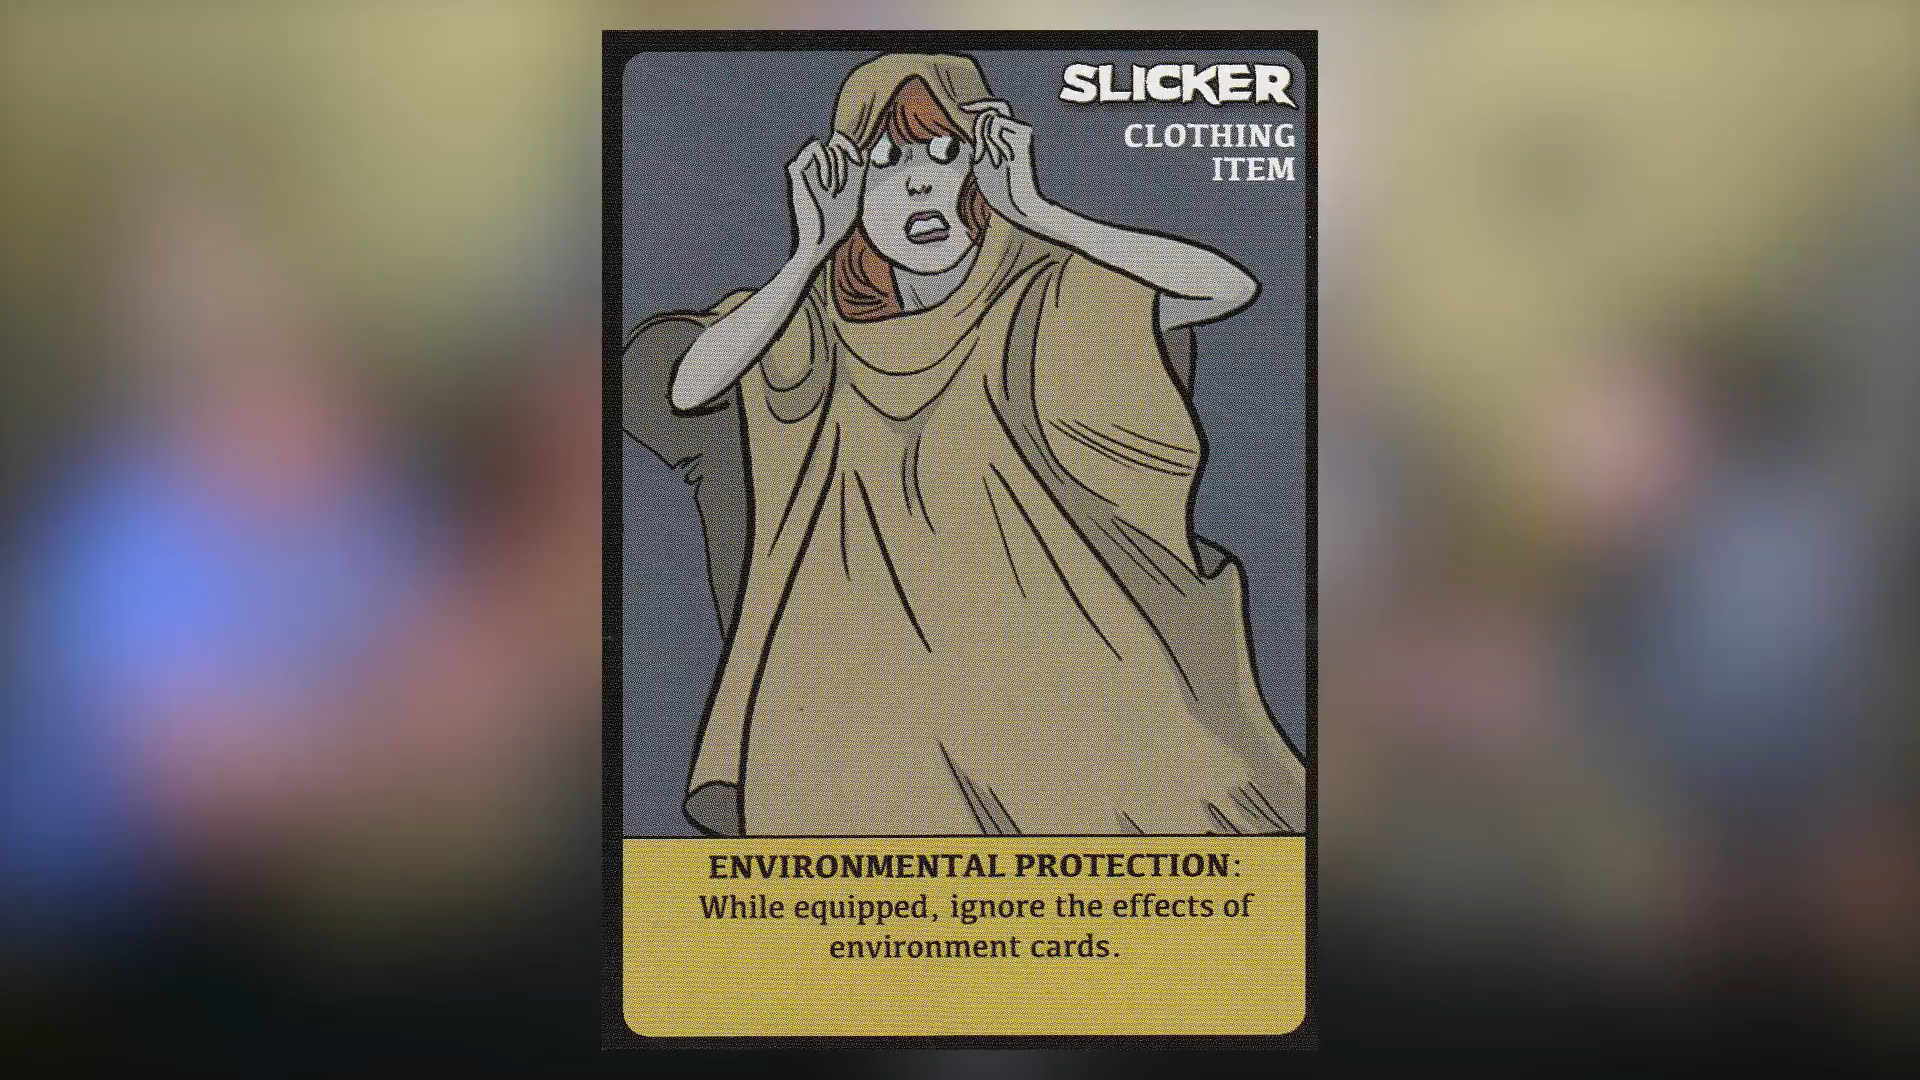 SLICKER
CLOTHING
ITEM
ENVIRONMENTAL PROTECTION:
While equipped, ignore the effects of
environment cards.